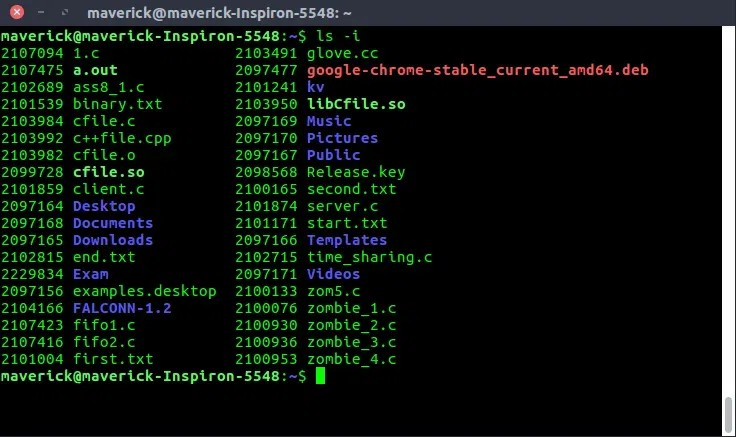 maverick@maverick-Inspiron-5548: ~
maverick@maverick-Inspiron-5548:~$ ls -i
2107094 1.c 2103491 glove.cc
2107475 a.out 2097477 google-chrome-stable_current_amd64.deb
2102689 ass8_1.c 2101241 kv
2101539 binary.txt 2103950 libCfile.so
2103984 cfile.c 2097169 Music
2103992 c++file.cpp 2097170 Pictures
2103982 cfile.o 2097167 Public
2099728 cfile.so 2098568 Release.key
2101859 client.c 2100165 second.txt
2097164 Desktop 2101874 server.c
2097168 Documents 2101171 start.txt
2097165 Downloads 2097166 Templates
2102815 end.txt 2102715 time_sharing.c
2229834 Exam 2097171 Videos
2097156 examples.desktop 2100133 zom5.c
2104166 FALCONN-1.2 2100076 zombie_1.c
2107423 fifo1.c 2100930 zombie_2.c
2107416 fifo2.c 2100936 zombie_3.c
2101004 first.txt 2100953 zombie_4.c
maverick@maverick-Inspiron-5548:~$